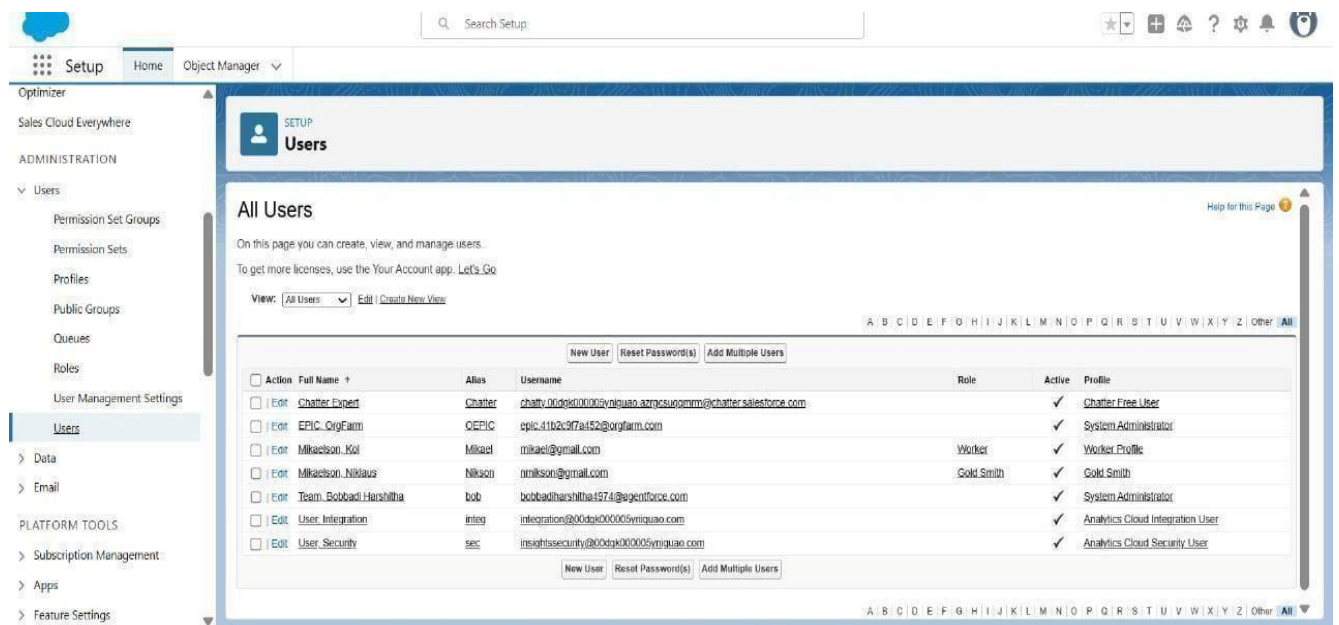 Search Setup
Setup Home Object Manager
Optimizer
Sales Cloud Everywhere
ADMINISTRATION
Users
Permission Set Groups
Permission Sets
Profiles
Public Groups
Queues
Roles
User Management Settings
Users
Data
Email
PLATFORM TOOLS
Subscription Management
Apps
Feature Settings
SETUP
Users
All Users
Help for this Page
On this page you can create, view, and manage users.
To get more licenses, use the Your Account app. Let's Go
View: All Users Edit | Create New View
A B C D E F G H I J K L M N O P Q R S T U V W X Y Z Other All
New User Reset Password(s) Add Multiple Users
Action Full Name ↑ Alias Username Role Active Profile
Edit Chatter Expert Chatter Chatter Free User
Edit EPIC, OrgFarm OEPIC epic.41b2c9f7a452@orgfarm.com System Administrator
Edit Mikaelson, Kol Mikael mikael@gmail.com Worker Worker Profile
Edit Mikaelson, Niklaus Nikson nmikson@gmail.com Gold Smith Gold Smith
Edit Team, Bobbadi Harshitha bob bobbadiharshitha4974@agentforce.com System Administrator
Edit User, Integration integ integration@00dgk000005yniquao.com Analytics Cloud Integration User
Edit User, Security sec insightssecurity@00dgk000005yniquao.com Analytics Cloud Security User
New User Reset Password(s) Add Multiple Users
A B C D E F G H I J K L M N O P Q R S T U V W X Y Z Other All